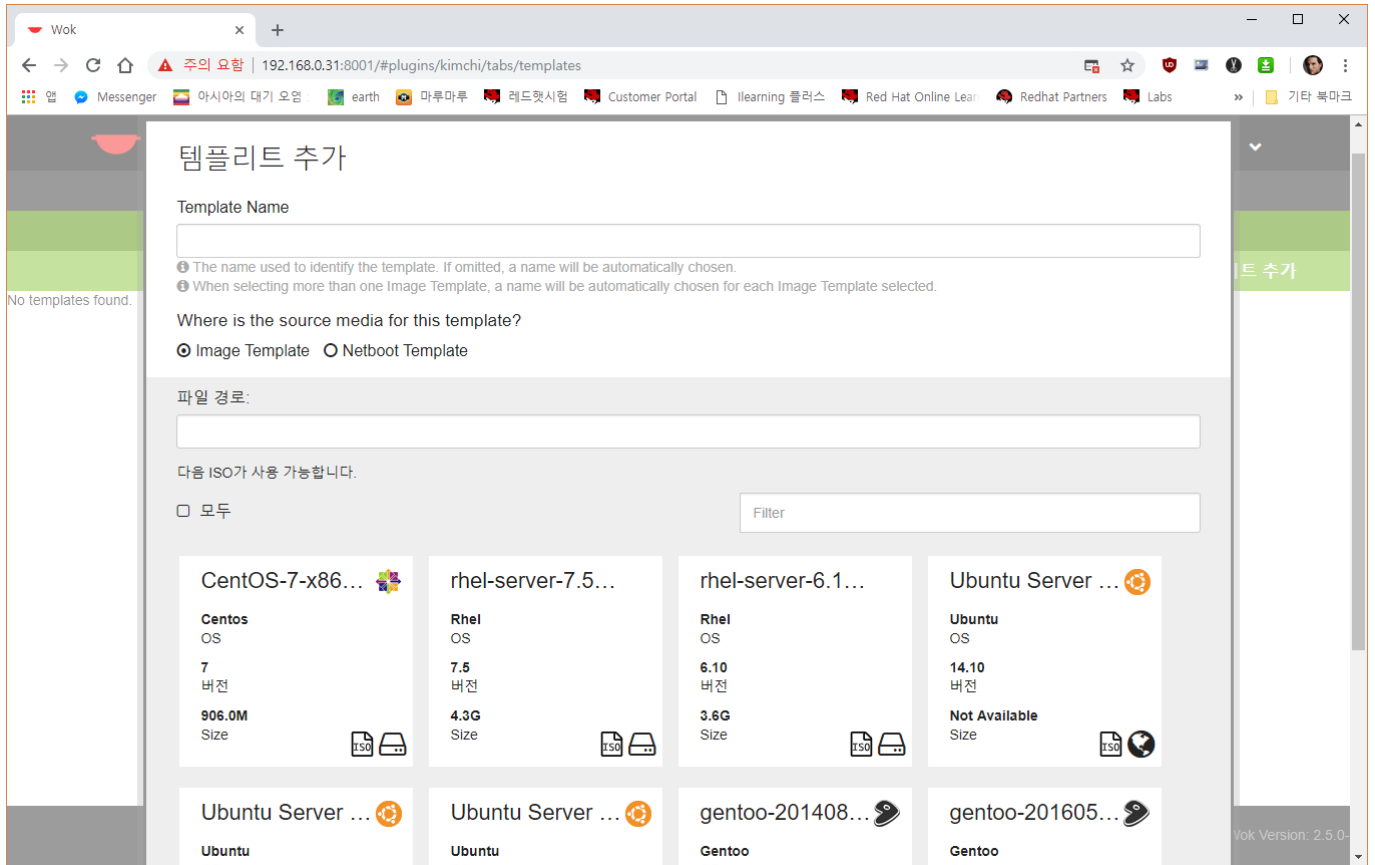 Wok
주의 요함 | 192.168.0.31:8001/#plugins/kimchi/tabs/templates
앱 Messenger 아시아의 대기 오염 earth 마루마루 레드햇시험 Customer Portal Ilearning 플러스 Red Hat Online Lear Redhat Partners Labs » 기타 북마크
템플리트 추가
Template Name
The name used to identify the template. If omitted, a name will be automatically chosen.
When selecting more than one Image Template, a name will be automatically chosen for each Image Template selected.
트 추가
No templates found.
Where is the source media for this template?
Image Template Netboot Template
파일 경로:
다음 ISO가 사용 가능합니다.
모두
Filter
CentOS-7-x86... rhel-server-7.5... rhel-server-6.1... Ubuntu Server ...
Centos Rhel Rhel Ubuntu
OS OS OS OS
7 7.5 6.10 14.10
버전 버전 버전 버전
906.0M 4.3G 3.6G Not Available
Size Size Size Size
ISO ISO ISO ISO
Ubuntu Server ... Ubuntu Server ... gentoo-201408... gentoo-201605...
Wok Version: 2.5.0-
Ubuntu Ubuntu Gentoo Gentoo